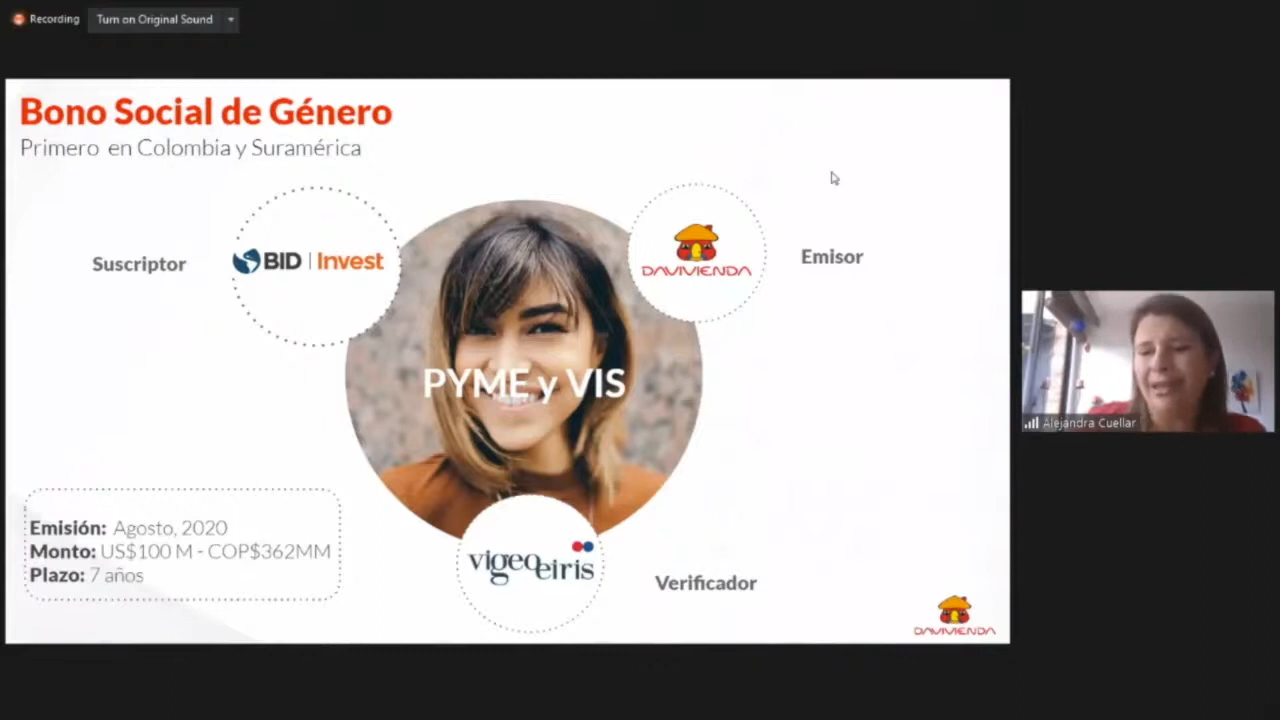 Recording
Turn on Original Sound
Bono Social de Género
Primero en Colombia y Suramérica
Suscriptor
BID | Invest
DAVIVIENDA
Emisor
PYME y VIS
Alejandra Cuellar
Emisión: Agosto, 2020
Monto: US$100 M - COP$362MM
Plazo: 7 años
vigeoeiris
Verificador
DAVIVIENDA